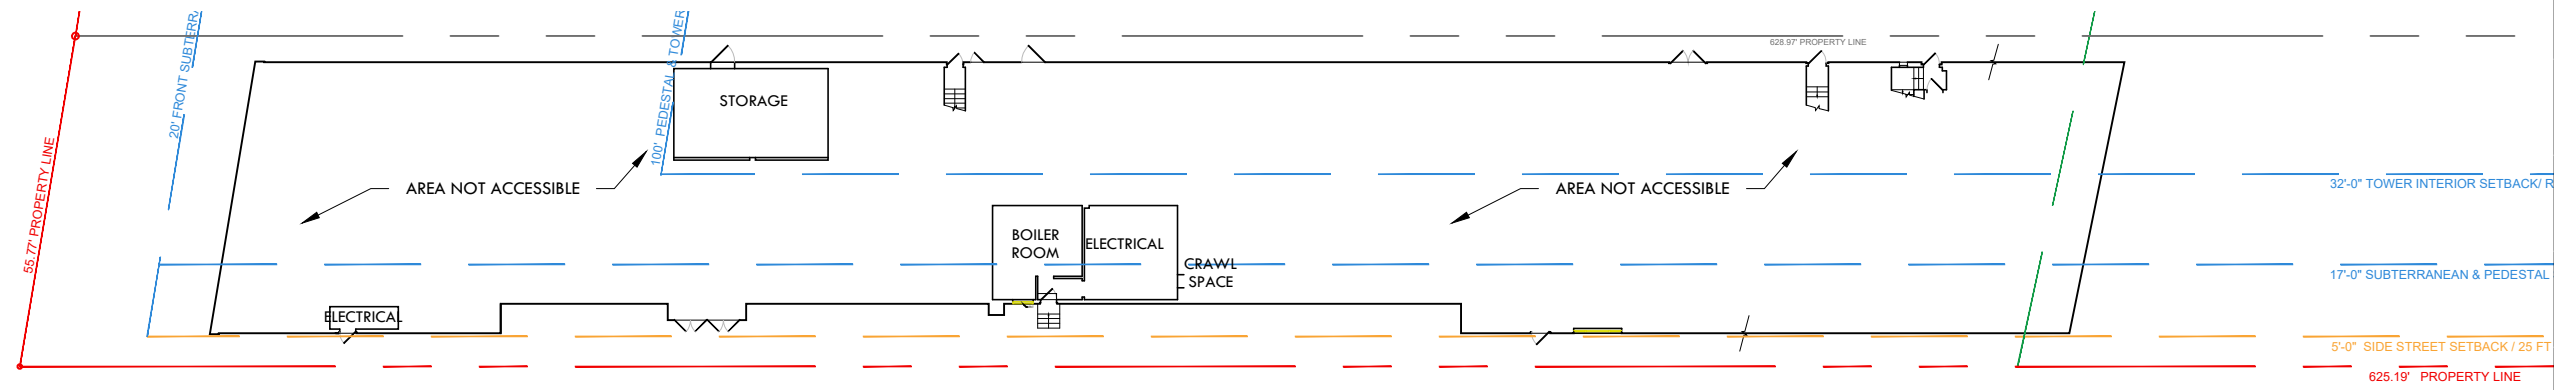 20' FRONT SUBTERRA
100' PEDESTAL & TOWER
628.97' PROPERTY LINE
STORAGE
55.77' PROPERTY LINE
AREA NOT ACCESSIBLE
AREA NOT ACCESSIBLE
32'-0" TOWER INTERIOR SETBACK/ R
BOILER
ROOM
ELECTRICAL
CRAWL
SPACE
17'-0" SUBTERRANEAN & PEDESTAL
ELECTRICAL
5'-0" SIDE STREET SETBACK / 25 FT
625.19' PROPERTY LINE